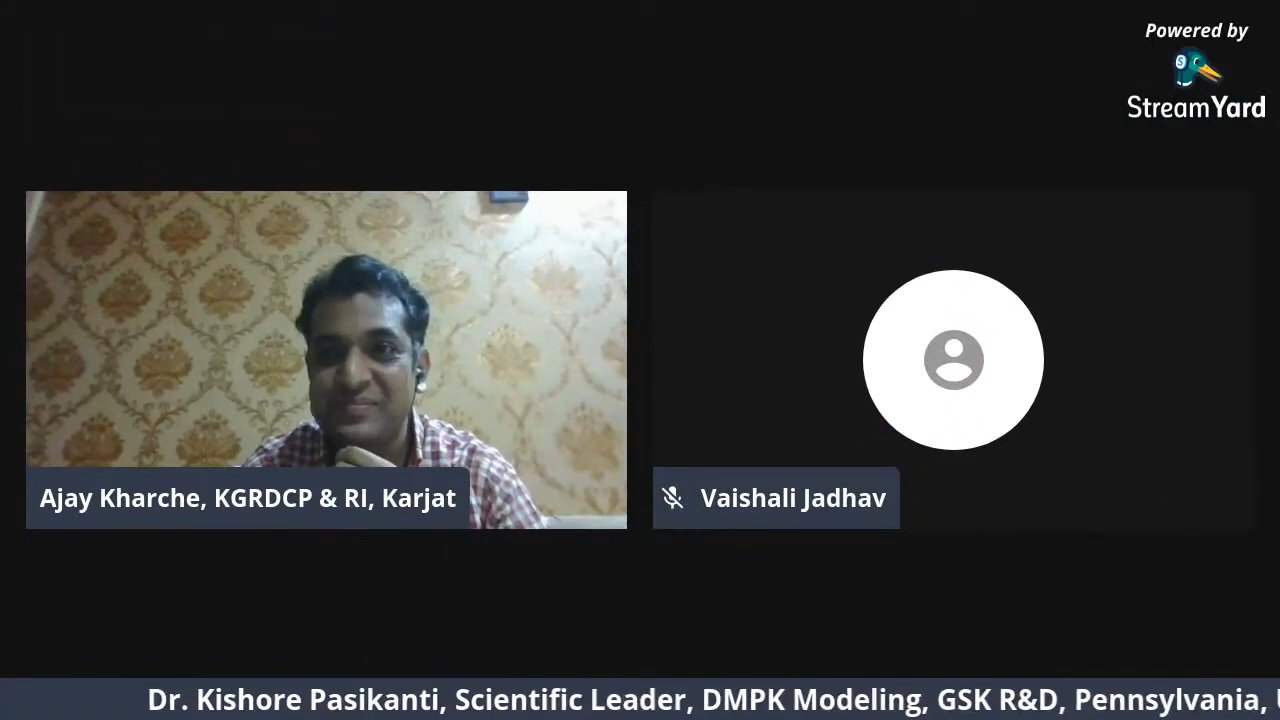 Powered by
StreamYard
Ajay Kharche, KGRDCP & RI, Karjat
Vaishali Jadhav
Dr. Kishore Pasikanti, Scientific Leader, DMPK Modeling, GSK R&D, Pennsylvania,